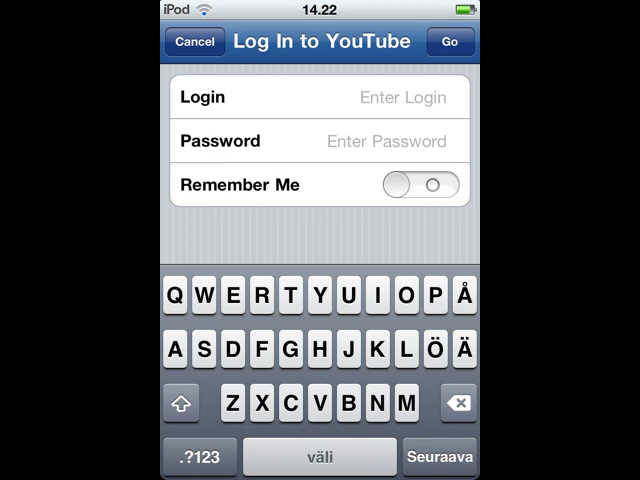 iPod 14.22
Cancel Log In to YouTube Go
Login Enter Login
Password Enter Password
Remember Me
Q W E R T Y U I O P Å
A S D F G H J K L Ö Ä
Z X C V B N M
.?123 väli Seuraava